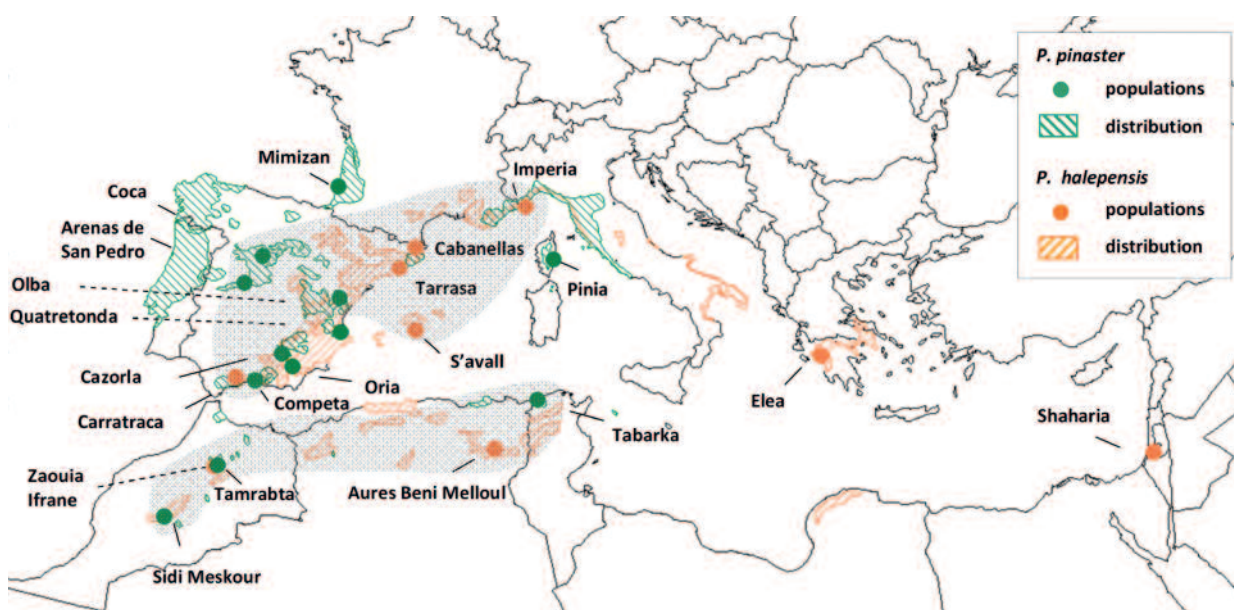 P. pinaster
populations
distribution
P. halepensis
populations
distribution
Mimizan
Imperia
Coca
Arenas de
San Pedro
Cabanellas
Olba
Tarrasa
Pinia
Quatretonda
S'avall
Cazorla
Oria
Elea
Carratraca
Competa
Tabarka
Shaharia
Zaouia
Ifrane
Tamrabta
Aures Beni Melloul
Sidi Meskour